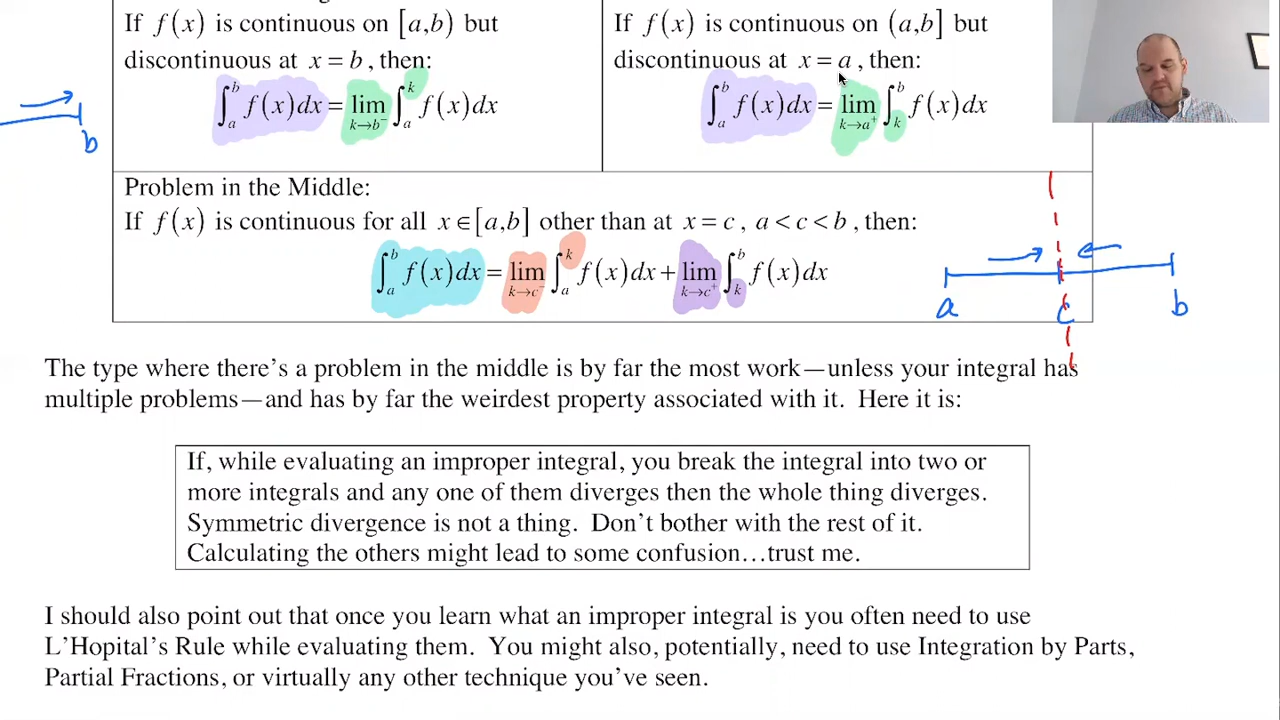 If f(x) is continuous on [a,b) but
discontinuous at x = b , then:
∫_a^b f(x)dx = lim_{k→b⁻} ∫_a^k f(x)dx
If f(x) is continuous on (a,b] but
discontinuous at x = a , then:
∫_a^b f(x)dx = lim_{k→a⁺} ∫_k^b f(x)dx
b
Problem in the Middle:
If f(x) is continuous for all x∈[a,b] other than at x = c , a < c < b , then:
∫_a^b f(x)dx = lim_{k→c⁻} ∫_a^k f(x)dx + lim_{k→c⁺} ∫_k^b f(x)dx
a c b
The type where there's a problem in the middle is by far the most work—unless your integral has
multiple problems—and has by far the weirdest property associated with it. Here it is:
If, while evaluating an improper integral, you break the integral into two or
more integrals and any one of them diverges then the whole thing diverges.
Symmetric divergence is not a thing. Don't bother with the rest of it.
Calculating the others might lead to some confusion…trust me.
I should also point out that once you learn what an improper integral is you often need to use
L'Hopital's Rule while evaluating them. You might also, potentially, need to use Integration by Parts,
Partial Fractions, or virtually any other technique you've seen.